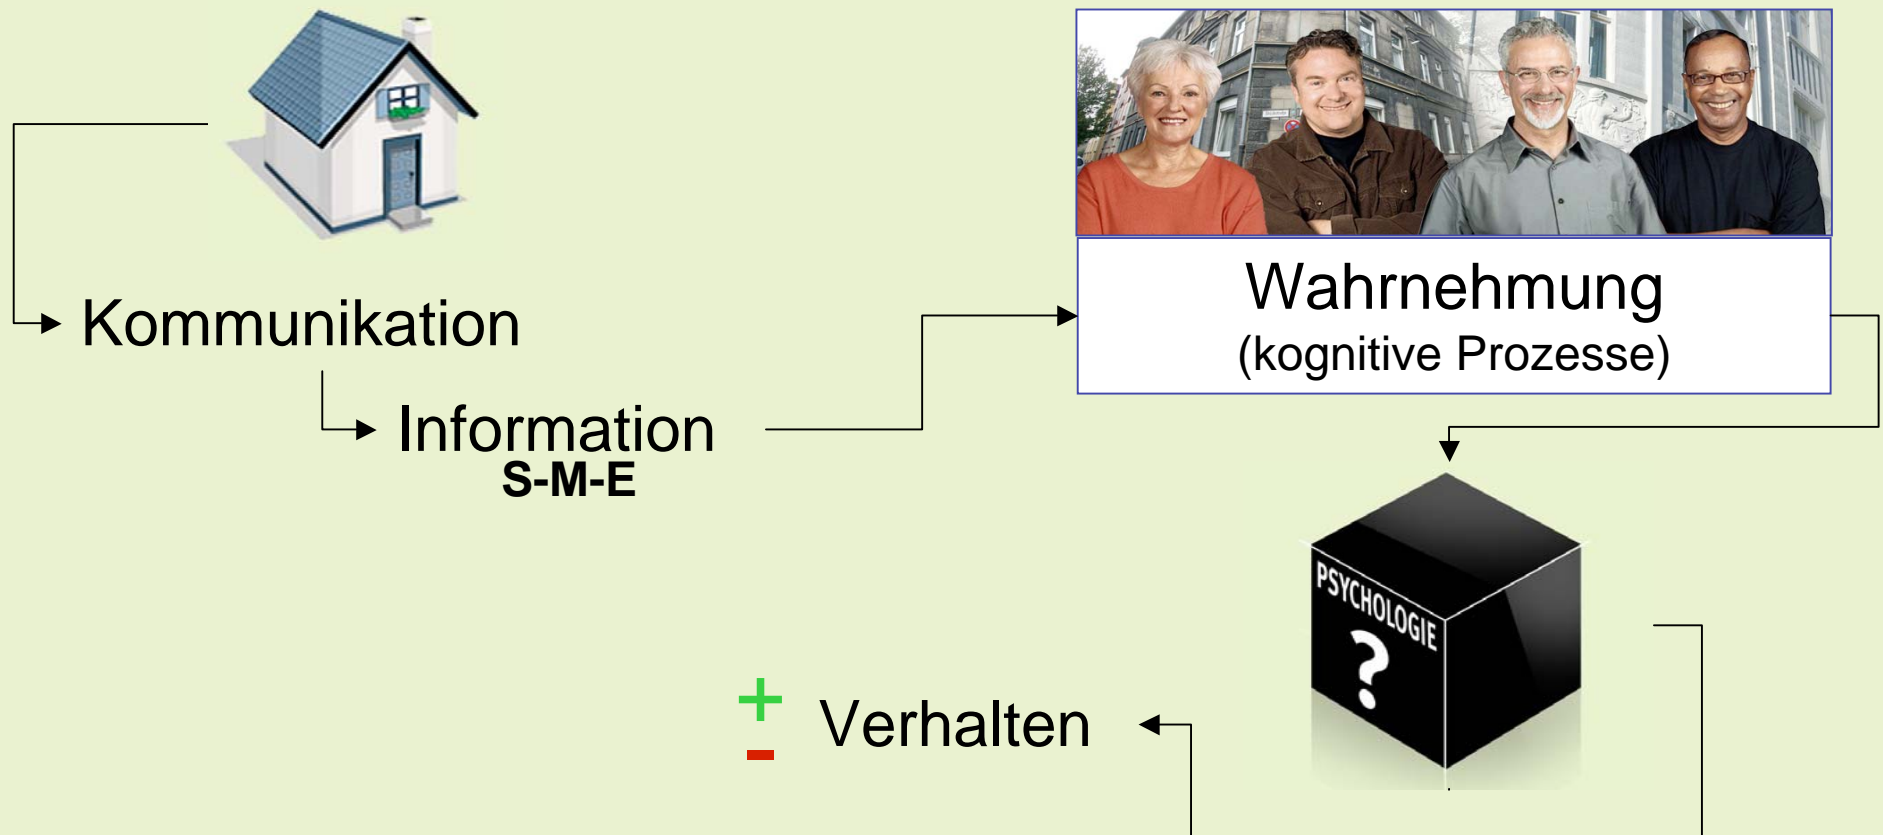 Kommunikation
Information
S-M-E
Wahrnehmung
(kognitive Prozesse)
PSYCHOLOGIE
?
+
-
Verhalten